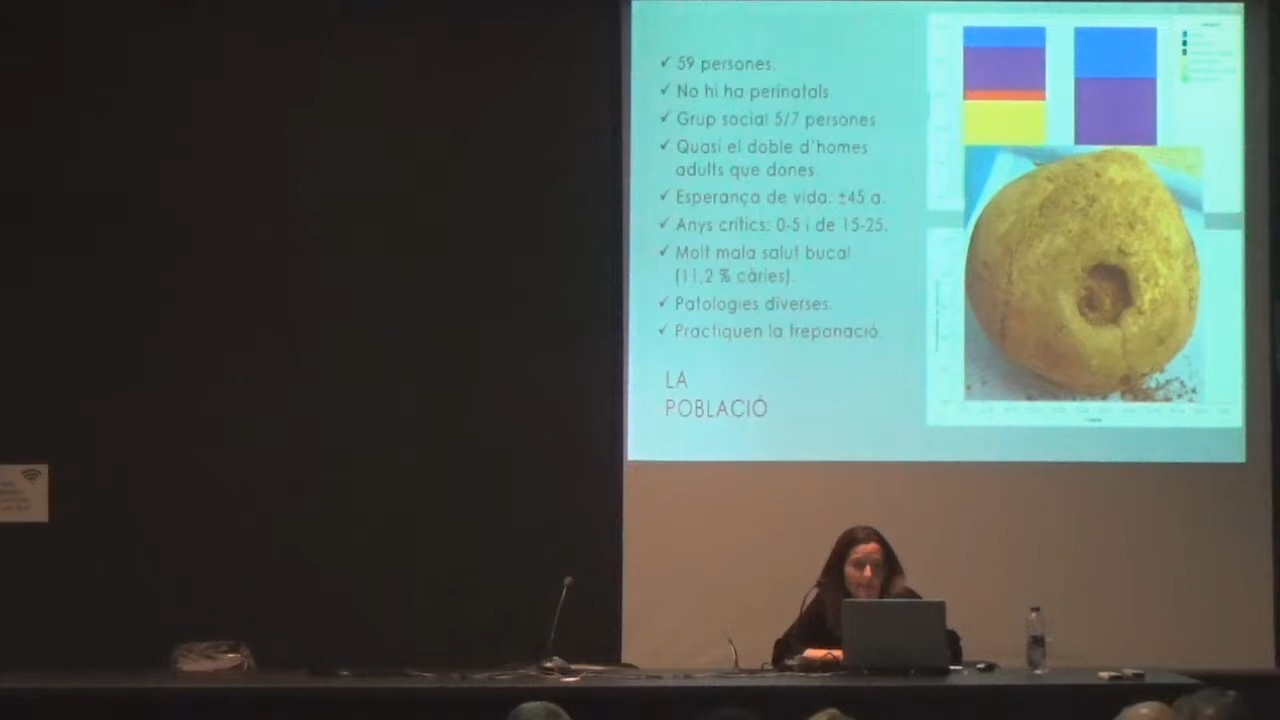 ✓ 59 persones.
✓ No hi ha perinatals.
✓ Grup social 5/7 persones.
✓ Quasi el doble d'homes
adults que dones.
✓ Esperança de vida: ±45 a.
✓ Anys crítics: 0-5 i de 15-25.
✓ Molt mala salut bucal
(11,2 % càries).
✓ Patologies diverses.
✓ Practiquen la trepanació.
LA
POBLACIÓ